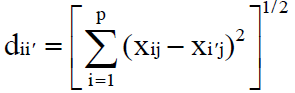 dii′ = [ ∑_{i=1}^{p} (xij − xi′j)² ]^{1/2}